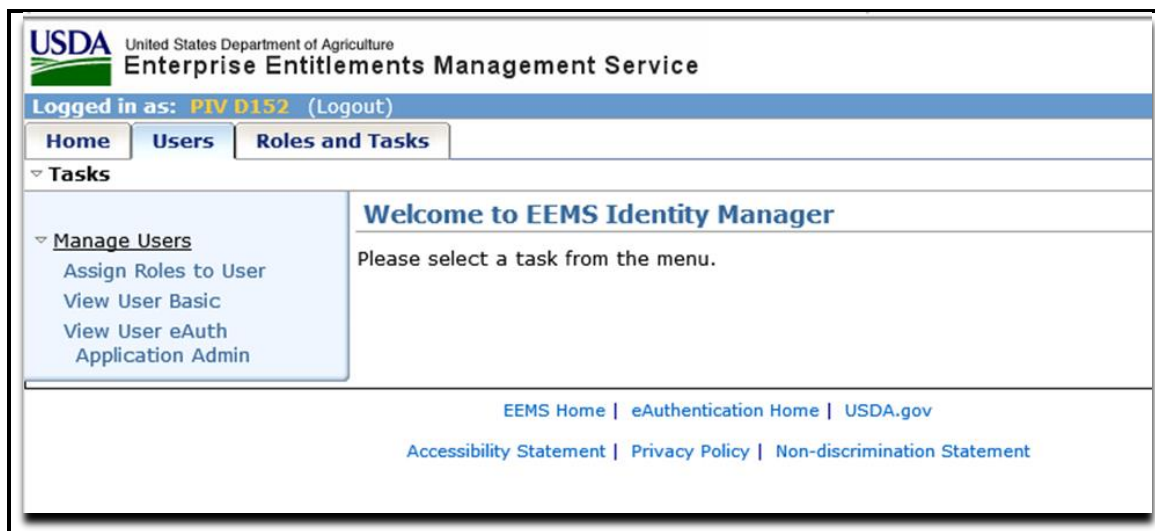 USDA
United States Department of Agriculture
Enterprise Entitlements Management Service
Logged in as: PIV D152 (Logout)
Home Users Roles and Tasks
Tasks
Manage Users
Assign Roles to User
View User Basic
View User eAuth
Application Admin
Welcome to EEMS Identity Manager
Please select a task from the menu.
EEMS Home | eAuthentication Home | USDA.gov
Accessibility Statement | Privacy Policy | Non-discrimination Statement